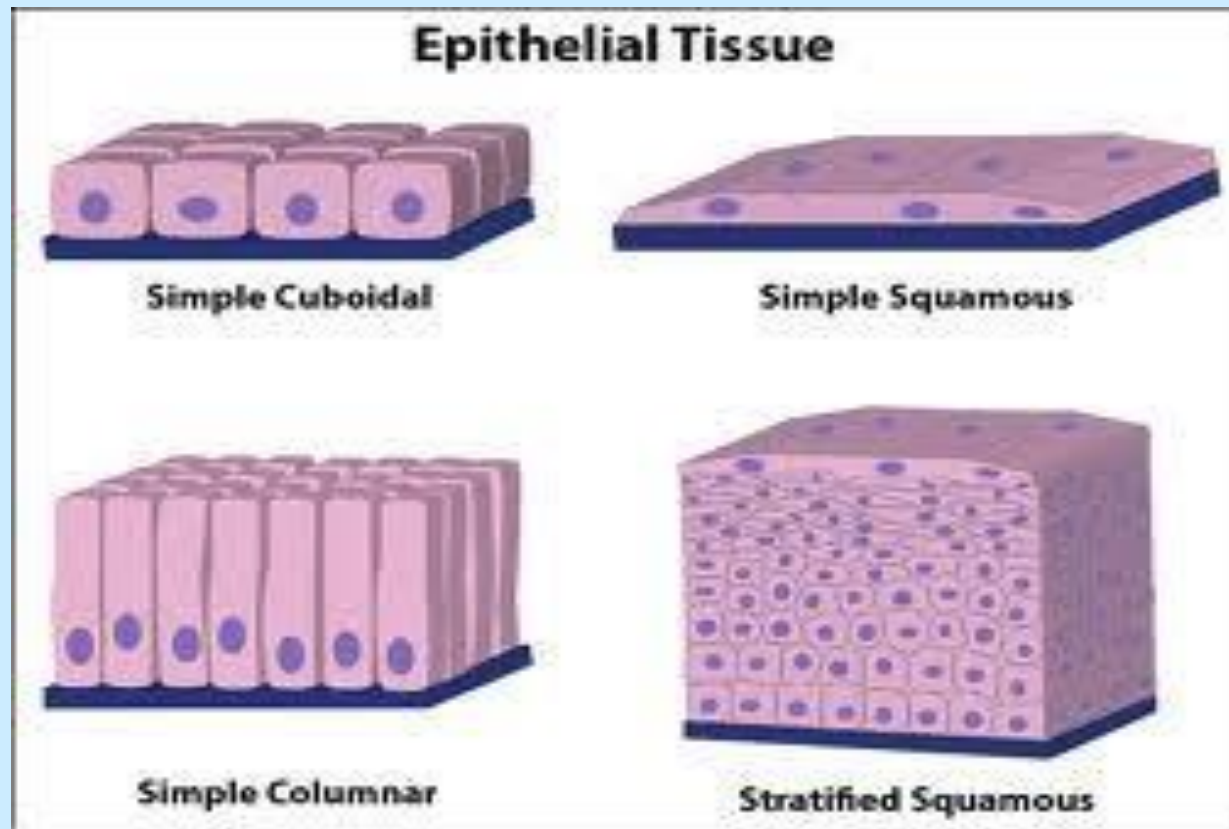 Epithelial Tissue
Simple Cuboidal
Simple Squamous
Simple Columnar
Stratified Squamous